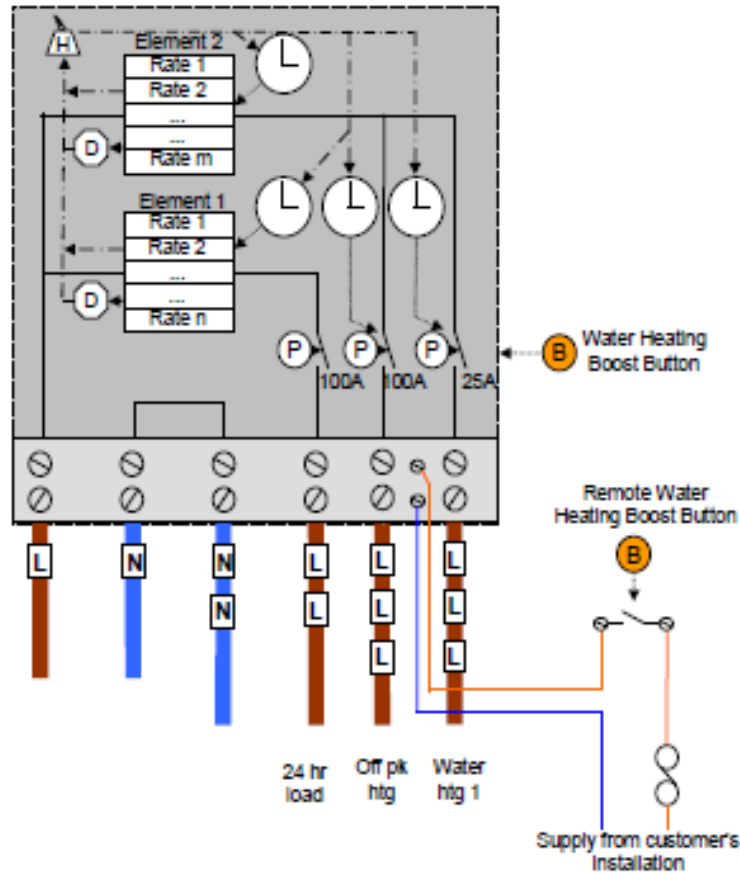 H
Element 2
Rate 1
Rate 2
...
...
Rate m
D
Element 1
Rate 1
Rate 2
...
...
Rate n
D
P
P
P
100A
100A
25A
B
Water Heating
Boost Button
Remote Water
Heating Boost Button
B
L
N
N
L
L
L
N
L
L
L
L
L
24 hr
load
Off pk
htg
Water
htg 1
Supply from customer's
Installation